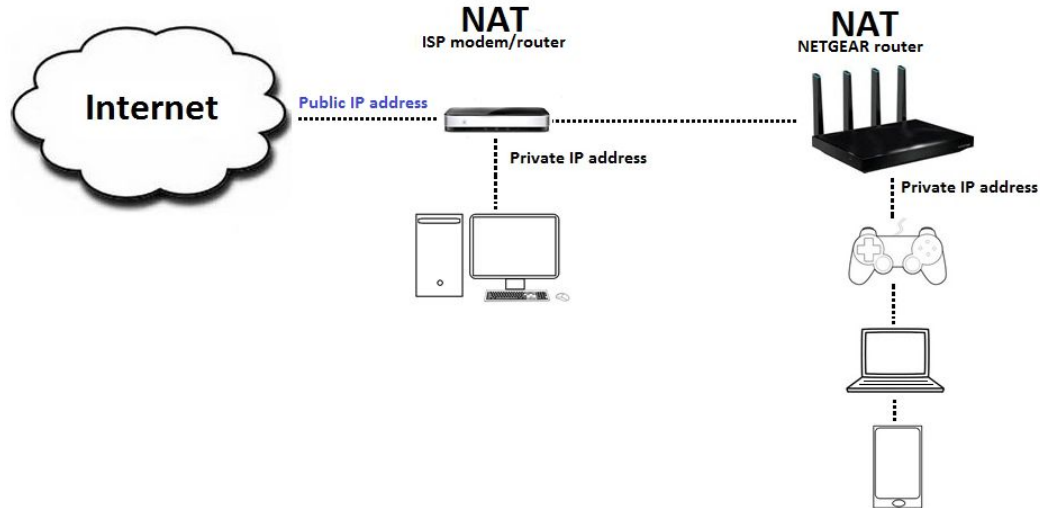 NAT
ISP modem/router
NAT
NETGEAR router
Internet
Public IP address
Private IP address
Private IP address